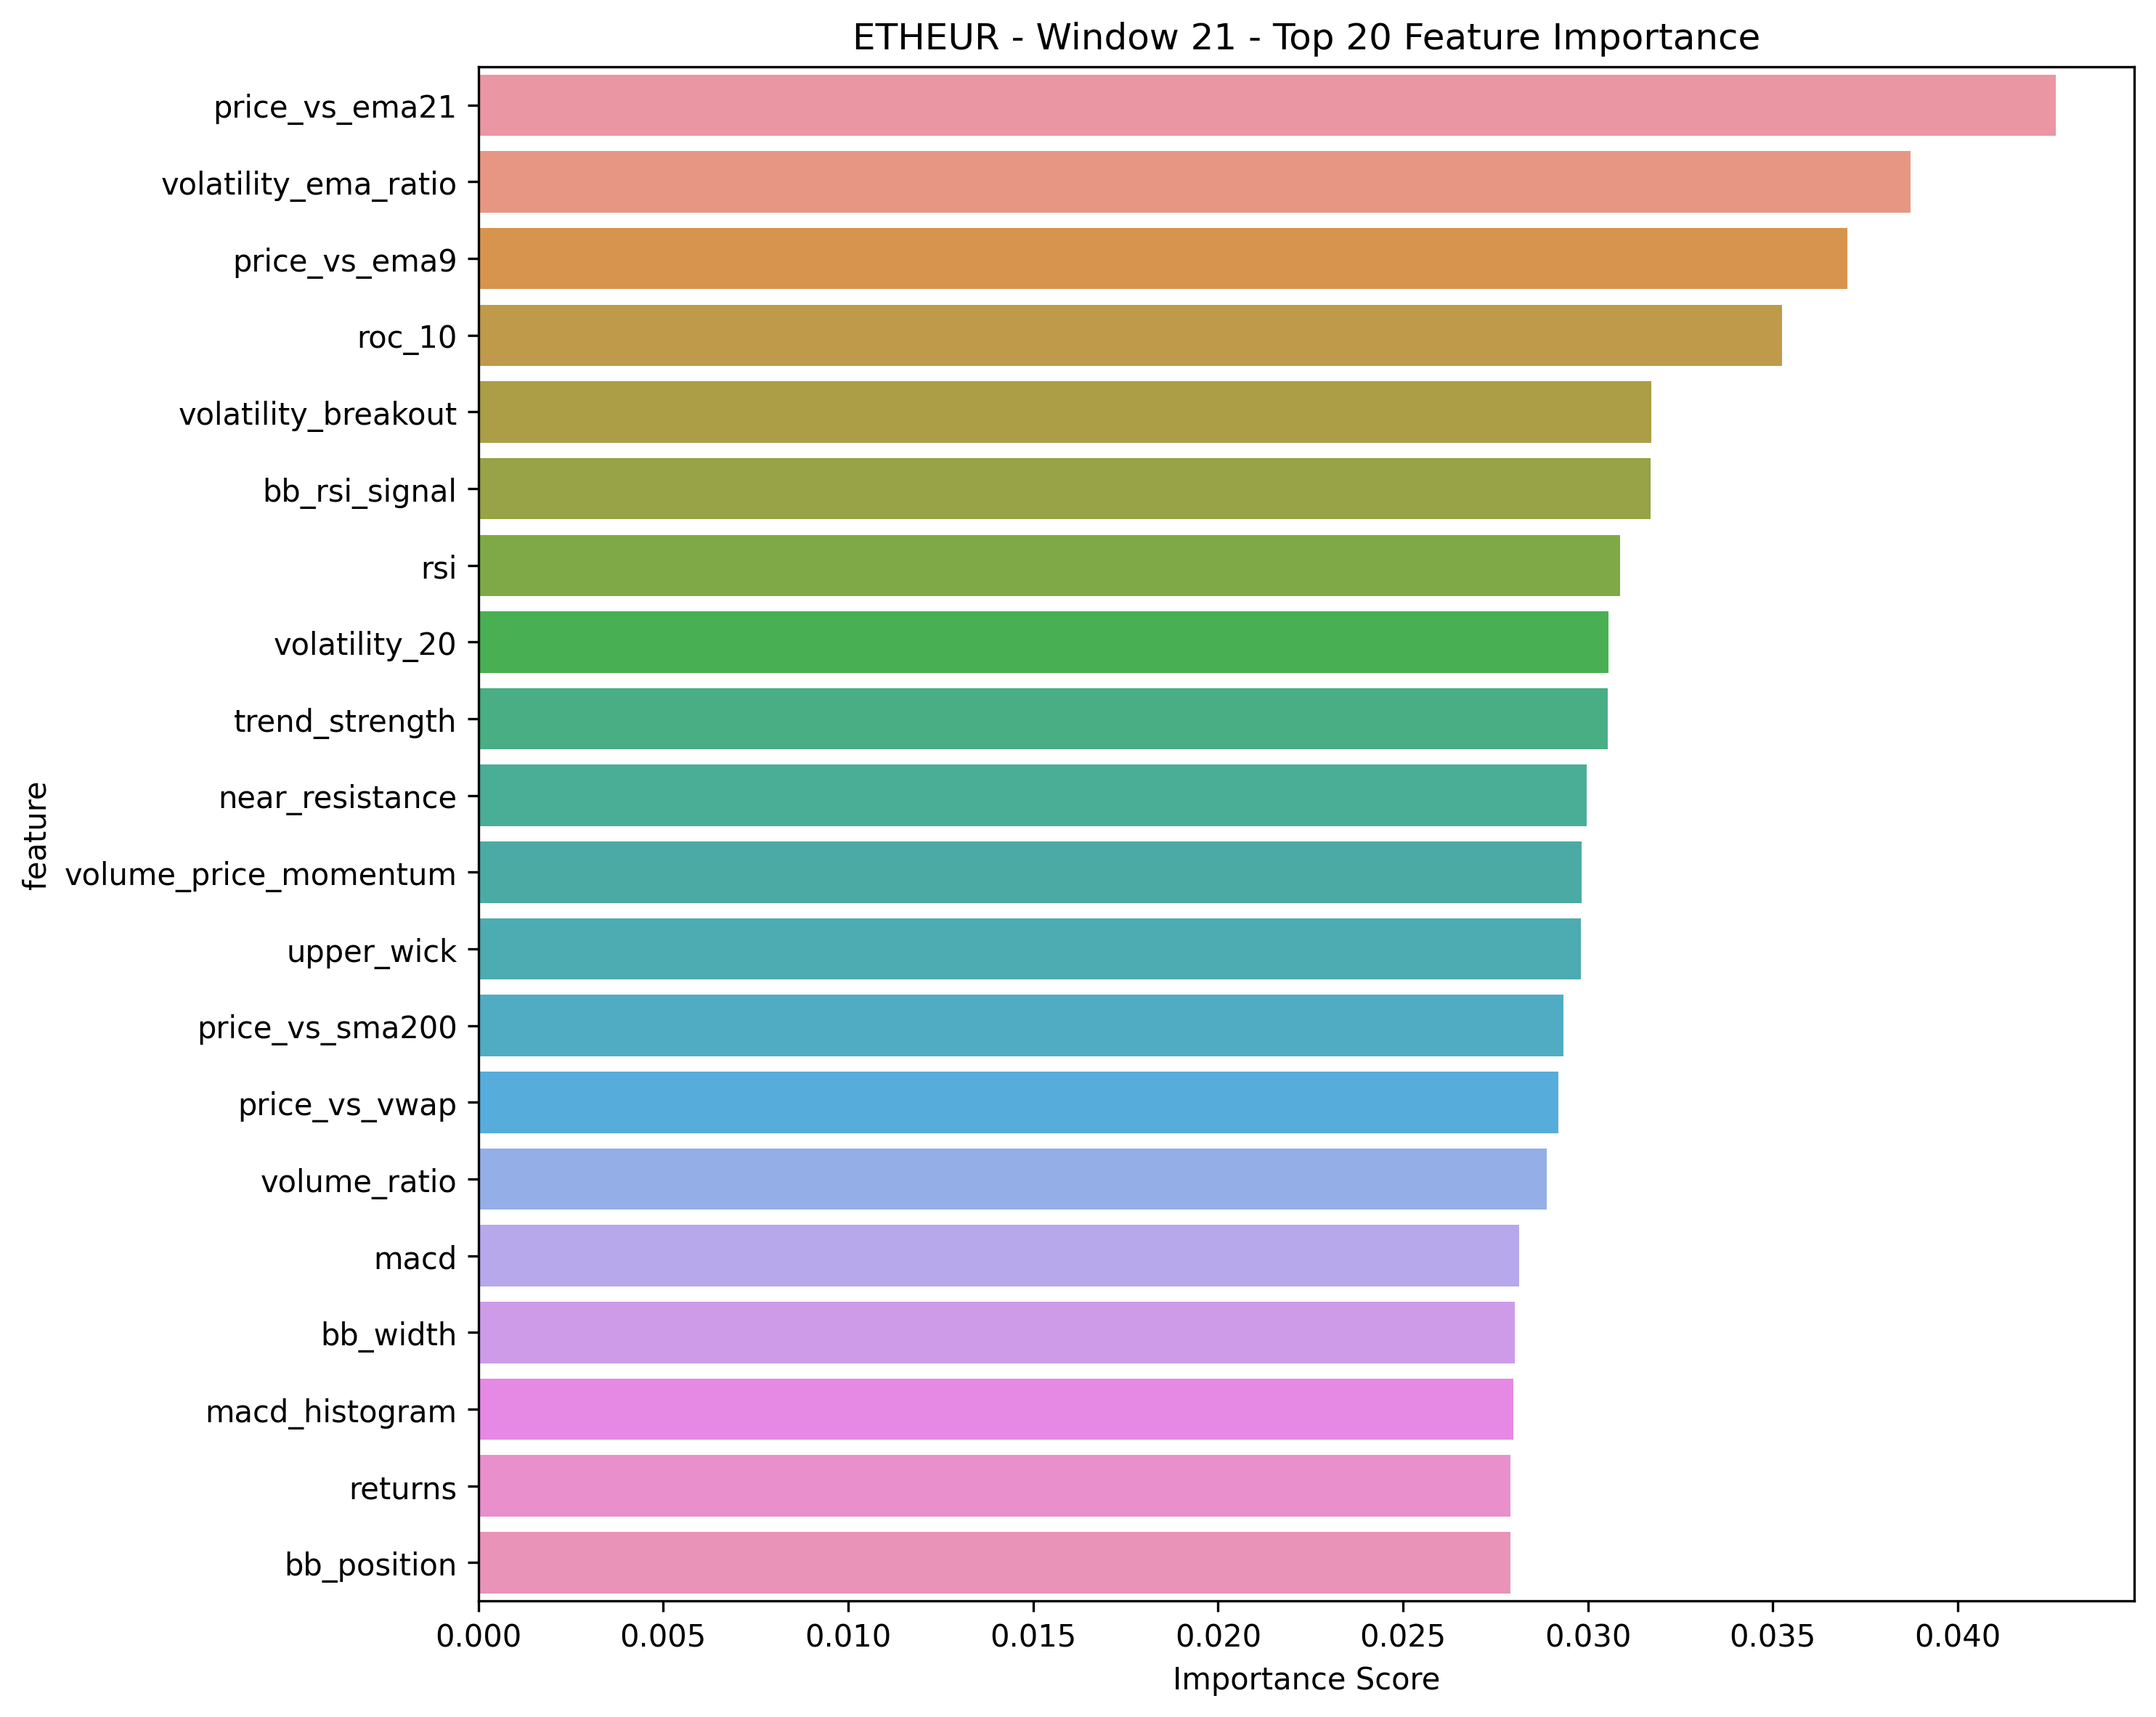 ETHEUR - Window 21 - Top 20 Feature Importance
price_vs_ema21
volatility_ema_ratio
price_vs_ema9
roc_10
volatility_breakout
bb_rsi_signal
rsi
volatility_20
trend_strength
near_resistance
volume_price_momentum
upper_wick
price_vs_sma200
price_vs_vwap
volume_ratio
macd
bb_width
macd_histogram
returns
bb_position
feature
0.000 0.005 0.010 0.015 0.020 0.025 0.030 0.035 0.040
Importance Score